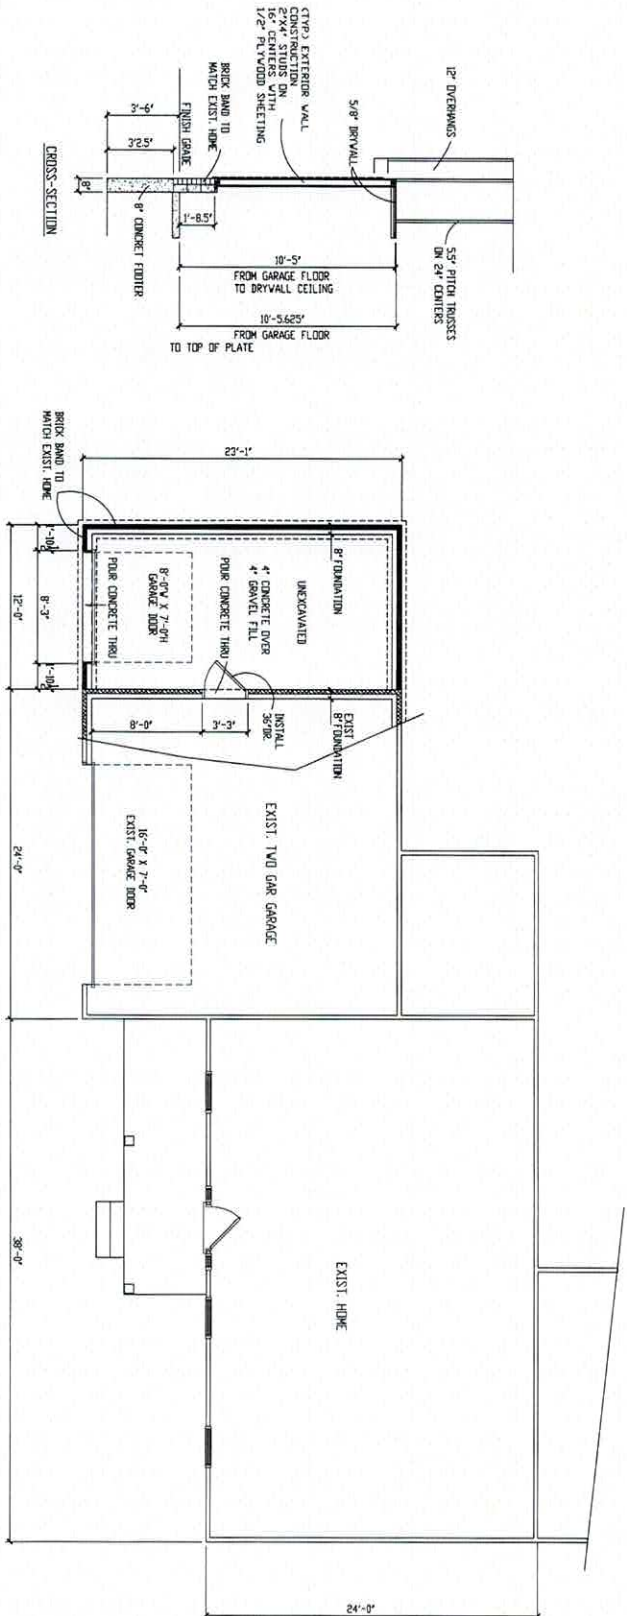 12" OVERHANGS
5.5" PITCH TRUSSES
ON 24" CENTERS
5/8" DRYWALL
(TYP.) EXTERIOR WALL
CONSTRUCTION
2"X4" STUDS ON
16" CENTERS WITH
1/2" PLYWOOD SHEETING
BRICK BAND TO
MATCH EXIST. HOME
FINISH GRADE
3'-6"
3'2.5"
8"
1'-8.5"
8" CONCRET FOOTER
10'-5"
FROM GARAGE FLOOR
TO DRYWALL CEILING
10'-5.625"
FROM GARAGE FLOOR
TO TOP OF PLATE
CROSS-SECTION
23'-1"
BRICK BAND TO
MATCH EXIST. HOME
8" FOUNDATION
UNEXCAVATED
4" CONCRETE OVER
4" GRAVEL FILL
POUR CONCRETE THRU
8'-0"W X 7'-0"H
GARAGE DOOR
POUR CONCRETE THRU
8'-3"
12'-0"
EXIST
8" FOUNDATION
INSTALL
36"DR.
3'-3"
8'-0"
EXIST. TWO CAR GARAGE
16'-0" X 7'-0"
EXIST. GARAGE DOOR
24'-0"
EXIST. HOME
38'-0"
24'-0"